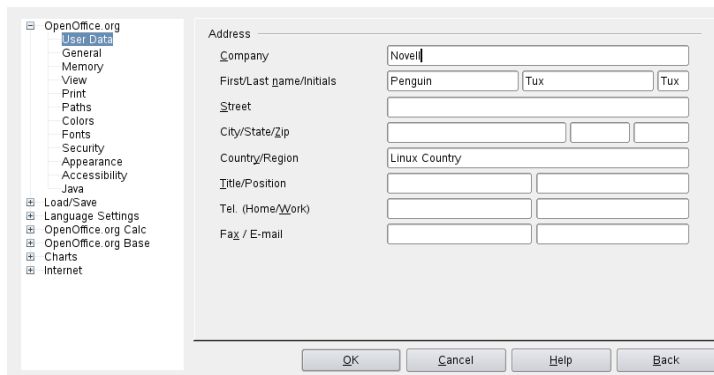 OpenOffice.org
User Data
General
Memory
View
Print
Paths
Colors
Fonts
Security
Appearance
Accessibility
Java
Load/Save
Language Settings
OpenOffice.org Calc
OpenOffice.org Base
Charts
Internet
Address
Company Novell
First/Last name/Initials Penguin Tux Tux
Street
City/State/Zip
Country/Region Linux Country
Title/Position
Tel. (Home/Work)
Fax / E-mail
OK Cancel Help Back